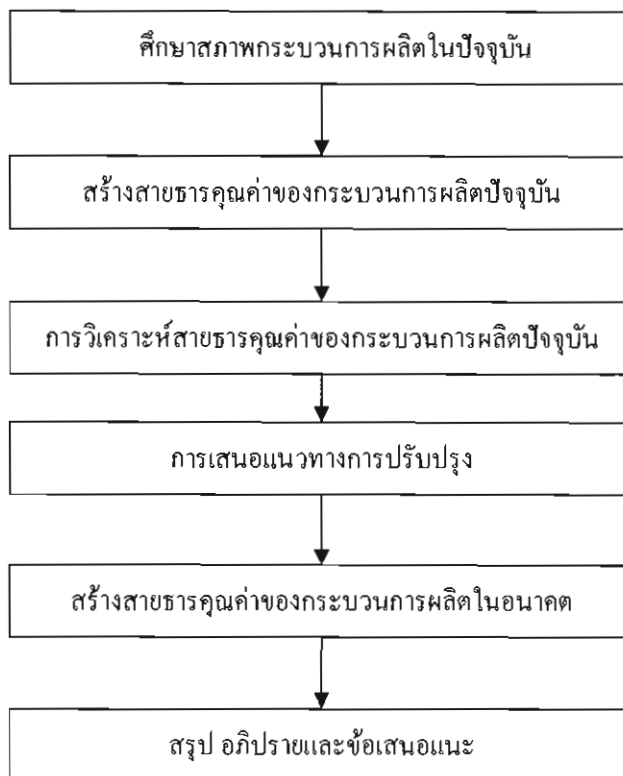 ศึกษาสภาพกระบวนการผลิตในปัจจุบัน
สร้างสายธารคุณค่าของกระบวนการผลิตปัจจุบัน
การวิเคราะห์สายธารคุณค่าของกระบวนการผลิตปัจจุบัน
การเสนอแนวทางการปรับปรุง
สร้างสายธารคุณค่าของกระบวนการผลิตในอนาคต
สรุป อภิปรายและข้อเสนอแนะ